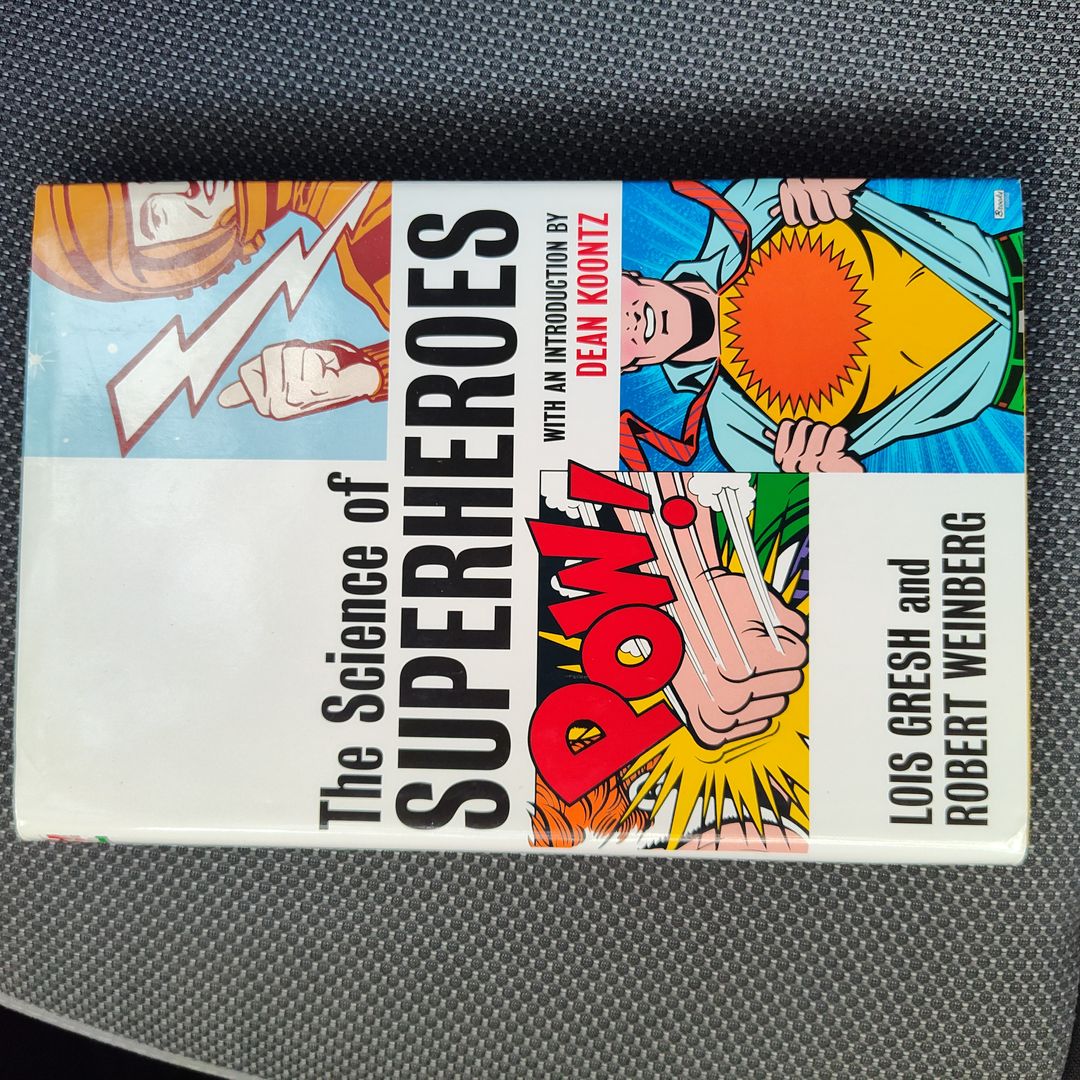 The Science of
SUPERHEROES
WITH AN INTRODUCTION BY
DEAN KOONTZ
POW!
LOIS GRESH and
ROBERT WEINBERG